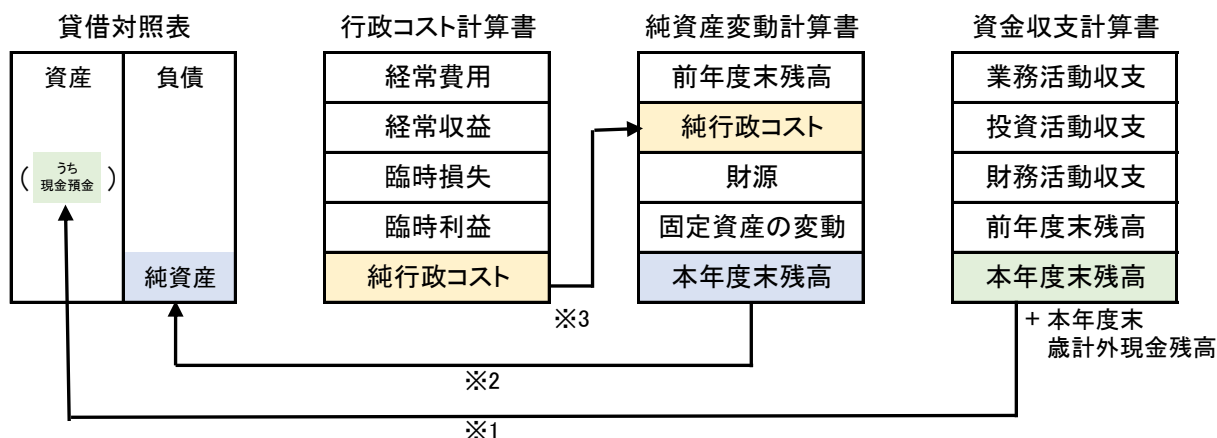 貸借対照表
資産
負債
（うち
現金預金）
純資産
行政コスト計算書
経常費用
経常収益
臨時損失
臨時利益
純行政コスト
純資産変動計算書
前年度末残高
純行政コスト
財源
固定資産の変動
本年度末残高
資金収支計算書
業務活動収支
投資活動収支
財務活動収支
前年度末残高
本年度末残高
+ 本年度末
歳計外現金残高
※3
※2
※1